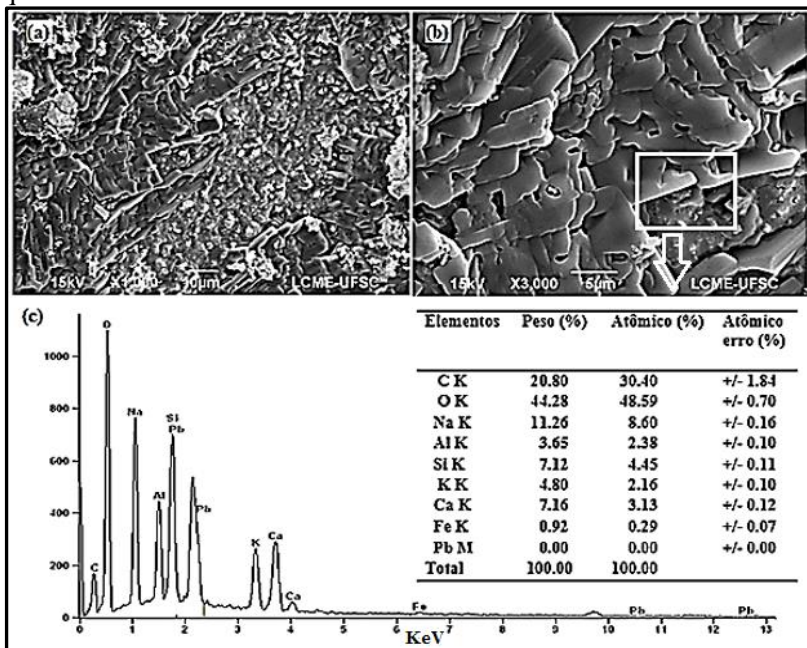 (a)
15kV X1,000 10µm LCME-UFSC
(b)
15kV X3,000 5µm LCME-UFSC
(c)
O
Na
Si
Pb
Al
Pb
C
K
Ca
Ca
Fe
Pb
Pb
1000
800
600
400
200
0
0 1 2 3 4 5 6 7 8 9 10 11 12 13
KeV
Elementos Peso (%) Atômico (%) Atômico erro (%)
C K 20.80 30.40 +/- 1.84
O K 44.28 48.59 +/- 0.70
Na K 11.26 8.60 +/- 0.16
Al K 3.65 2.38 +/- 0.10
Si K 7.12 4.45 +/- 0.11
K K 4.80 2.16 +/- 0.10
Ca K 7.16 3.13 +/- 0.12
Fe K 0.92 0.29 +/- 0.07
Pb M 0.00 0.00 +/- 0.00
Total 100.00 100.00